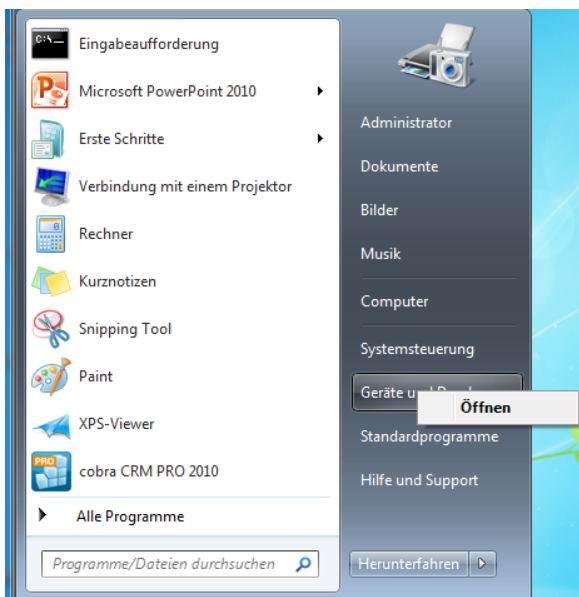 Eingabeaufforderung
Microsoft PowerPoint 2010
Erste Schritte
Verbindung mit einem Projektor
Rechner
Kurznotizen
Snipping Tool
Paint
XPS-Viewer
PRO
cobra CRM PRO 2010
Alle Programme
Programme/Dateien durchsuchen
Administrator
Dokumente
Bilder
Musik
Computer
Systemsteuerung
Geräte
Öffnen
Standardprogramme
Hilfe und Support
Herunterfahren